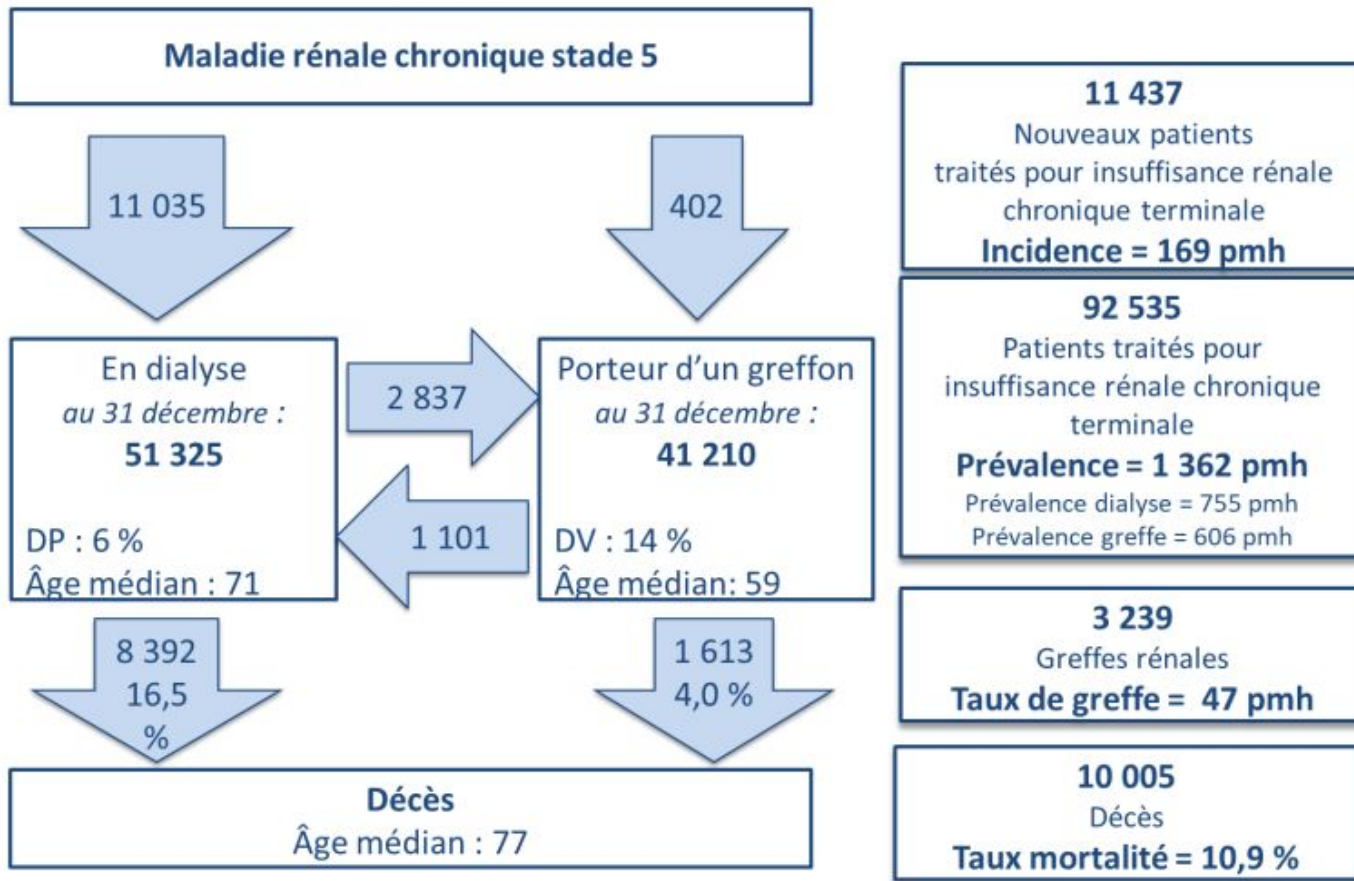 Maladie rénale chronique stade 5
11 035
402
En dialyse
au 31 décembre :
51 325
DP : 6 %
Âge médian : 71
2 837
1 101
Porteur d'un greffon
au 31 décembre :
41 210
DV : 14 %
Âge médian: 59
8 392
16,5
%
1 613
4,0 %
Décès
Âge médian : 77
11 437
Nouveaux patients
traités pour insuffisance rénale
chronique terminale
Incidence = 169 pmh
92 535
Patients traités pour
insuffisance rénale chronique
terminale
Prévalence = 1 362 pmh
Prévalence dialyse = 755 pmh
Prévalence greffe = 606 pmh
3 239
Greffes rénales
Taux de greffe = 47 pmh
10 005
Décès
Taux mortalité = 10,9 %